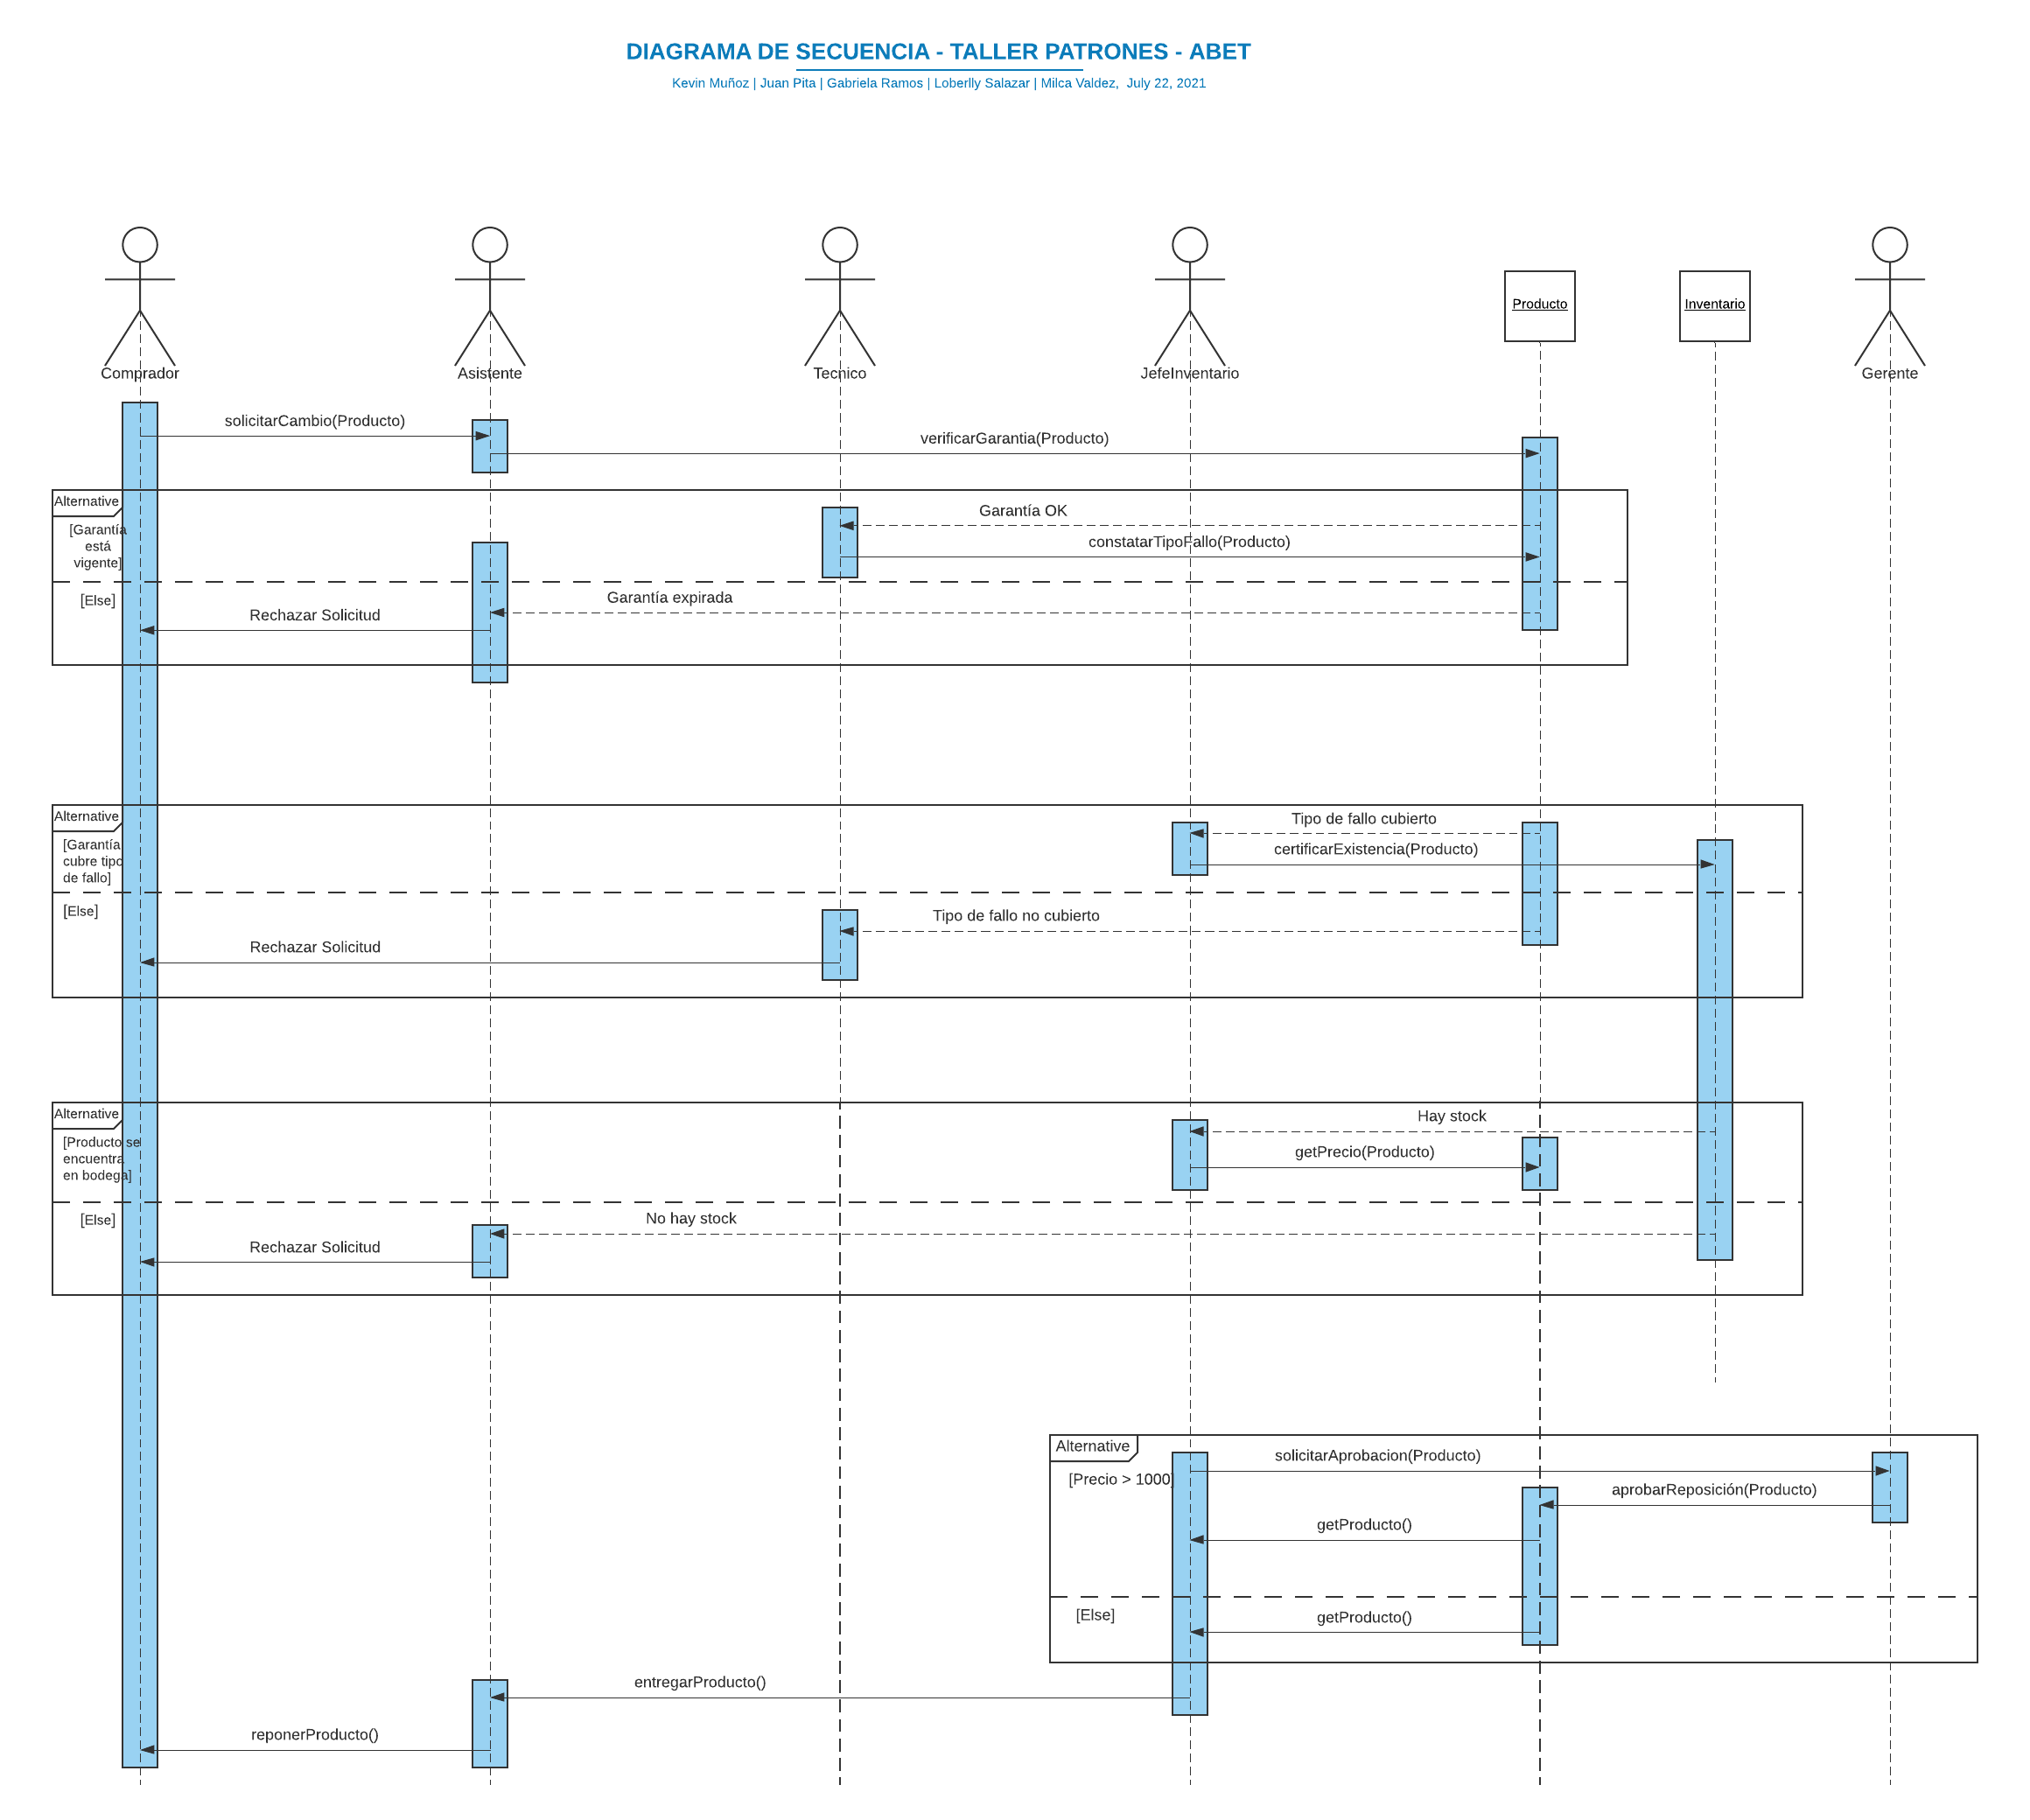 DIAGRAMA DE SECUENCIA - TALLER PATRONES - ABET
Kevin Muñoz | Juan Pita | Gabriela Ramos | Loberlly Salazar | Milca Valdez,  July 22, 2021
Producto
Inventario
Comprador
Asistente
Tecnico
JefeInventario
Gerente
solicitarCambio(Producto)
verificarGarantia(Producto)
Alternative
[Garantía
está
vigente]
Garantía OK
constatarTipoFallo(Producto)
[Else]
Garantía expirada
Rechazar Solicitud
Alternative
[Garantía
cubre tipo
de fallo]
Tipo de fallo cubierto
certificarExistencia(Producto)
[Else]
Tipo de fallo no cubierto
Rechazar Solicitud
Alternative
[Producto se
encuentra
en bodega]
Hay stock
getPrecio(Producto)
[Else]
No hay stock
Rechazar Solicitud
Alternative
[Precio > 1000]
solicitarAprobacion(Producto)
aprobarReposición(Producto)
getProducto()
[Else]
getProducto()
entregarProducto()
reponerProducto()